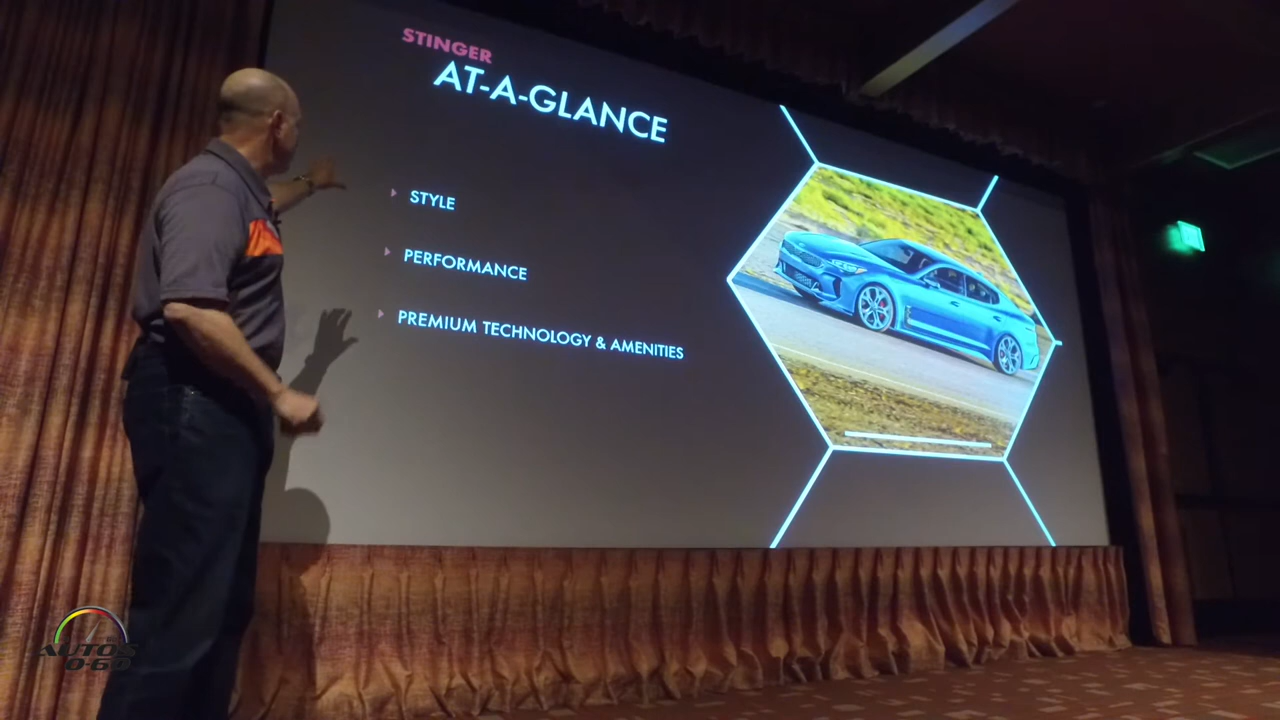 STINGER
AT-A-GLANCE
STYLE
PERFORMANCE
PREMIUM TECHNOLOGY & AMENITIES
AUTOS
0-60